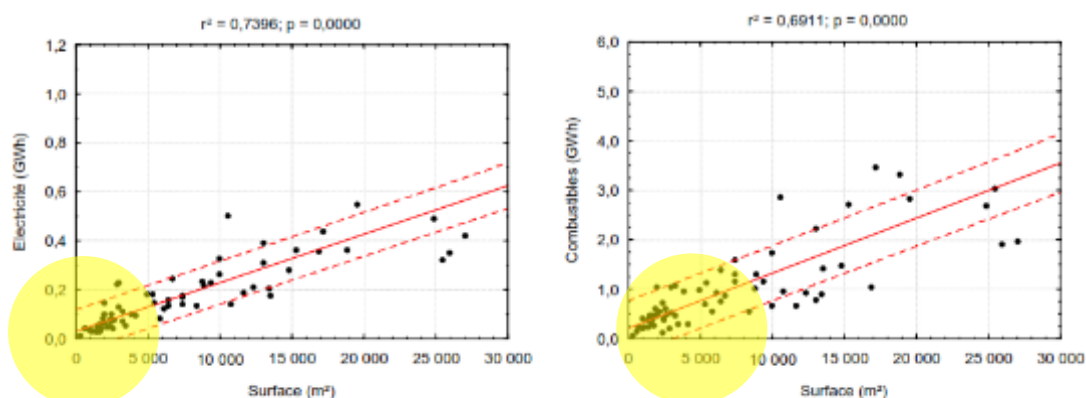 r² = 0,7396; p = 0,0000
1,2
1,0
0,8
0,6
0,4
0,2
0,0
Electricité (GWh)
0 5 000 10 000 15 000 20 000 25 000 30 000
Surface (m²)
r² = 0,6911; p = 0,0000
6,0
5,0
4,0
3,0
2,0
1,0
0,0
Combustibles (GWh)
0 5 000 10 000 15 000 20 000 25 000 30 000
Surface (m²)